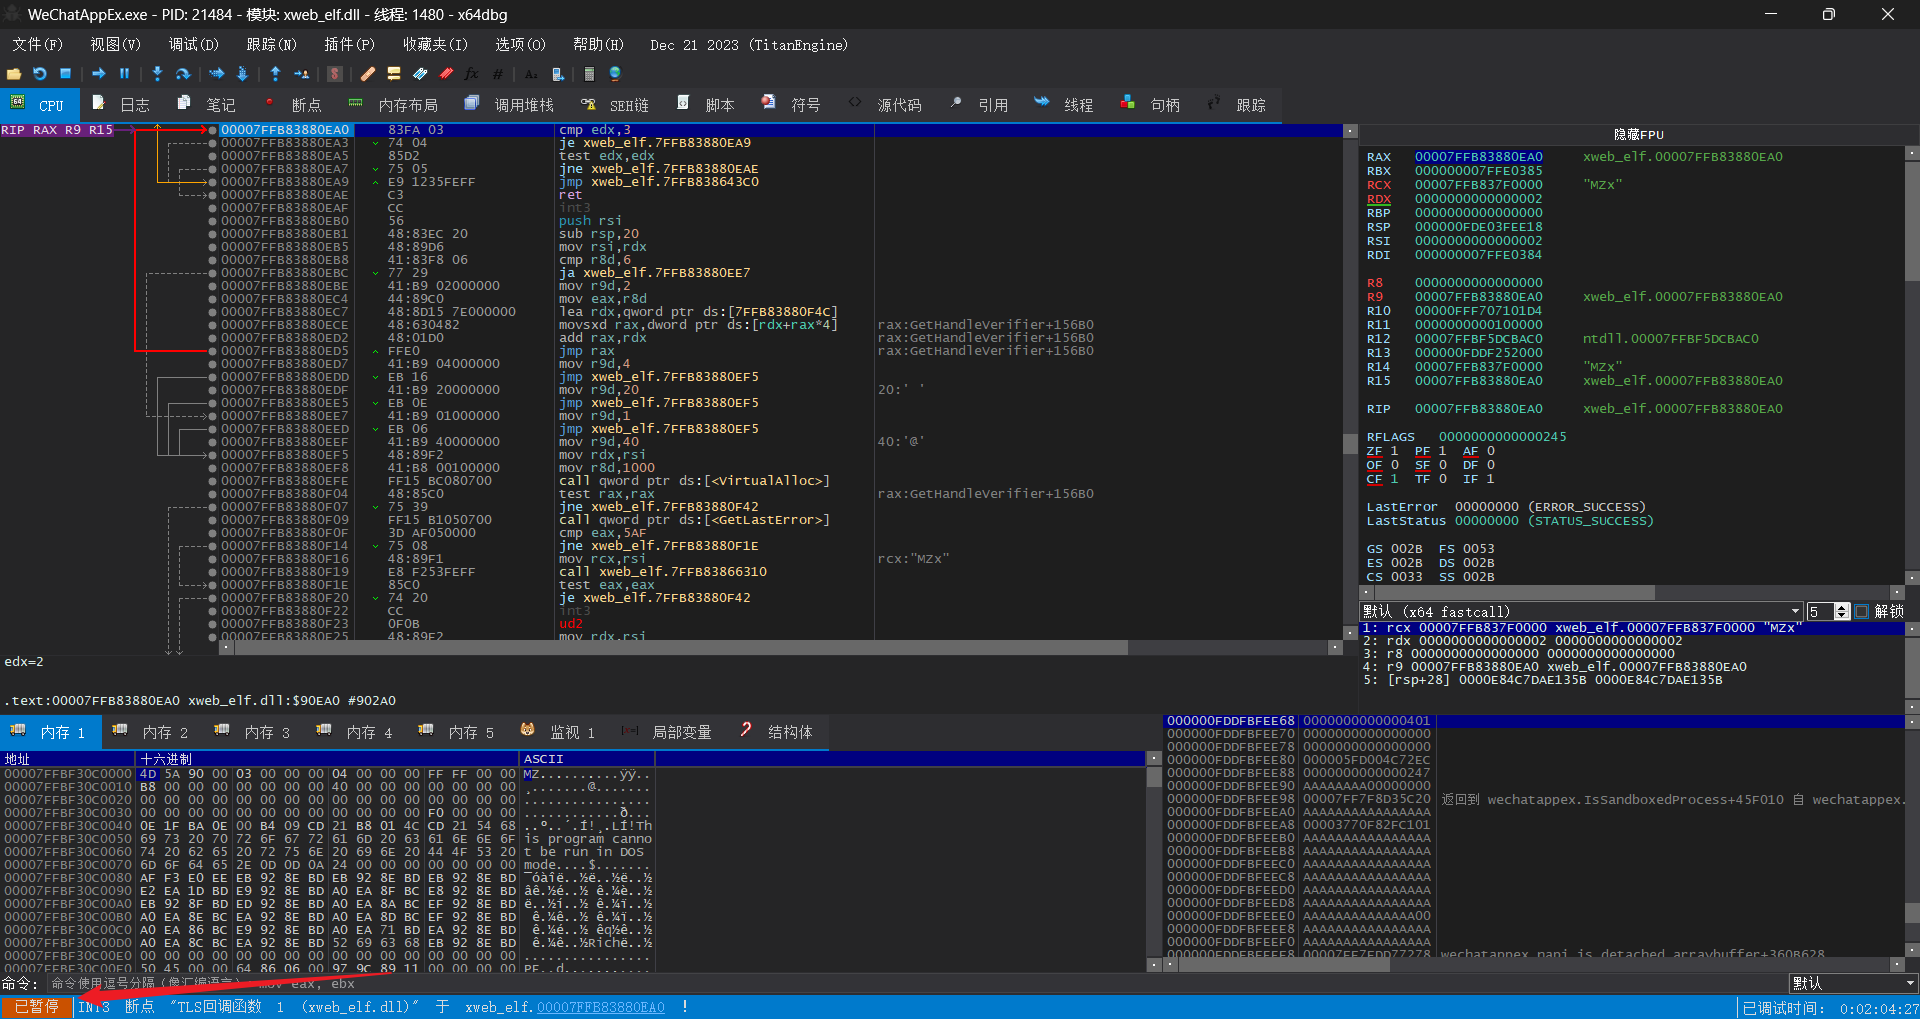 WeChatAppEx.exe - PID: 21484 - 模块: xweb_elf.dll - 线程: 1480 - x64dbg
文件(F) 视图(V) 调试(D) 跟踪(N) 插件(P) 收藏夹(I) 选项(O) 帮助(H) Dec 21 2023 (TitanEngine)
CPU 日志 笔记 断点 内存布局 调用堆栈 SEH链 脚本 符号 源代码 引用 线程 句柄 跟踪
RIP RAX R9 R15 00007FFB83880EA0 83FA 03 cmp edx,3
00007FFB83880EA3 74 04 je xweb_elf.7FFB83880EA9
00007FFB83880EA5 85D2 test edx,edx
00007FFB83880EA7 75 05 jne xweb_elf.7FFB83880EAE
00007FFB83880EA9 E9 1235FEFF jmp xweb_elf.7FFB838643C0
00007FFB83880EAE C3 ret
00007FFB83880EAF CC int3
00007FFB83880EB0 56 push rsi
00007FFB83880EB1 48:83EC 20 sub rsp,20
00007FFB83880EB5 48:89D6 mov rsi,rdx
00007FFB83880EB8 41:83F8 06 cmp r8d,6
00007FFB83880EBC 77 29 ja xweb_elf.7FFB83880EE7
00007FFB83880EBE 41:B9 02000000 mov r9d,2
00007FFB83880EC4 44:89C0 mov eax,r8d
00007FFB83880EC7 48:8D15 7E000000 lea rdx,qword ptr ds:[7FFB83880F4C]
00007FFB83880ECE 48:630482 movsxd rax,dword ptr ds:[rdx+rax*4] rax:GetHandleVerifier+156B0
00007FFB83880ED2 48:01D0 add rax,rdx rax:GetHandleVerifier+156B0
00007FFB83880ED5 FFE0 jmp rax rax:GetHandleVerifier+156B0
00007FFB83880ED7 41:B9 04000000 mov r9d,4
00007FFB83880EDD EB 16 jmp xweb_elf.7FFB83880EF5
00007FFB83880EDF 41:B9 20000000 mov r9d,20 20:' '
00007FFB83880EE5 EB 0E jmp xweb_elf.7FFB83880EF5
00007FFB83880EE7 41:B9 01000000 mov r9d,1
00007FFB83880EED EB 06 jmp xweb_elf.7FFB83880EF5
00007FFB83880EEF 41:B9 40000000 mov r9d,40 40:'@'
00007FFB83880EF5 48:89F2 mov rdx,rsi
00007FFB83880EF8 41:B8 00100000 mov r8d,1000
00007FFB83880EFE FF15 BC080700 call qword ptr ds:[<VirtualAlloc>]
00007FFB83880F04 48:85C0 test rax,rax rax:GetHandleVerifier+156B0
00007FFB83880F07 75 39 jne xweb_elf.7FFB83880F42
00007FFB83880F09 FF15 B1050700 call qword ptr ds:[<GetLastError>]
00007FFB83880F0F 3D AF050000 cmp eax,5AF
00007FFB83880F14 75 08 jne xweb_elf.7FFB83880F1E
00007FFB83880F16 48:89F1 mov rcx,rsi rcx:"MZx"
00007FFB83880F19 E8 F253FEFF call xweb_elf.7FFB83866310
00007FFB83880F1E 85C0 test eax,eax
00007FFB83880F20 74 20 je xweb_elf.7FFB83880F42
00007FFB83880F22 CC int3
00007FFB83880F23 0F0B ud2
00007FFB83880F25 48:89F2 mov rdx,rsi
隐藏FPU
RAX 00007FFB83880EA0 xweb_elf.00007FFB83880EA0
RBX 000000007FFE0385
RCX 00007FFB837F0000 "MZx"
RDX 0000000000000002
RBP 0000000000000000
RSP 000000FDE03FEE18
RSI 0000000000000002
RDI 000000007FFE0384
R8 0000000000000000
R9 00007FFB83880EA0 xweb_elf.00007FFB83880EA0
R10 00000FFF707101D4
R11 0000000000100000
R12 00007FFBF5DCBAC0 ntdll.00007FFBF5DCBAC0
R13 000000FDDF252000
R14 00007FFB837F0000 "MZx"
R15 00007FFB83880EA0 xweb_elf.00007FFB83880EA0
RIP 00007FFB83880EA0 xweb_elf.00007FFB83880EA0
RFLAGS 0000000000000245
ZF 1 PF 1 AF 0
OF 0 SF 0 DF 0
CF 1 TF 0 IF 1
LastError 00000000 (ERROR_SUCCESS)
LastStatus 00000000 (STATUS_SUCCESS)
GS 002B FS 0053
ES 002B DS 002B
CS 0033 SS 002B
默认 (x64 fastcall) 5 解锁
1: rcx 00007FFB837F0000 xweb_elf.00007FFB837F0000 "MZx"
2: rdx 0000000000000002 0000000000000002
3: r8 0000000000000000 0000000000000000
4: r9 00007FFB83880EA0 xweb_elf.00007FFB83880EA0
5: [rsp+28] 0000E84C7DAE135B 0000E84C7DAE135B
edx=2
.text:00007FFB83880EA0 xweb_elf.dll:$90EA0 #902A0
内存 1 内存 2 内存 3 内存 4 内存 5 监视 1 局部变量 结构体
地址 十六进制 ASCII
00007FFBF30C0000 4D 5A 90 00 03 00 00 00 04 00 00 00 FF FF 00 00 MZ..........ÿÿ..
00007FFBF30C0010 B8 00 00 00 00 00 00 00 40 00 00 00 00 00 00 00 ¸.......@.......
00007FFBF30C0020 00 00 00 00 00 00 00 00 00 00 00 00 00 00 00 00 ................
00007FFBF30C0030 00 00 00 00 00 00 00 00 00 00 00 00 F0 00 00 00 ............ð...
00007FFBF30C0040 0E 1F BA 0E 00 B4 09 CD 21 B8 01 4C CD 21 54 68 ..º..´.Í!¸.LÍ!Th
00007FFBF30C0050 69 73 20 70 72 6F 67 72 61 6D 20 63 61 6E 6E 6F is program canno
00007FFBF30C0060 74 20 62 65 20 72 75 6E 20 69 6E 20 44 4F 53 20 t be run in DOS
00007FFBF30C0070 6D 6F 64 65 2E 0D 0D 0A 24 00 00 00 00 00 00 00 mode....$.......
00007FFBF30C0080 AF F3 E0 EE EB 92 8E BD EB 92 8E BD EB 92 8E BD ¯óàîë..½ë..½ë..½
00007FFBF30C0090 E2 EA 1D BD E9 92 8E BD A0 EA 8F BC E8 92 8E BD âê.½é..½ ê.¼è..½
00007FFBF30C00A0 EB 92 8F BD ED 92 8E BD A0 EA 8A BC EF 92 8E BD ë..½í..½ ê.¼ï..½
00007FFBF30C00B0 A0 EA 8E BC EA 92 8E BD A0 EA 8D BC EF 92 8E BD ê.¼ê..½ ê.¼ï..½
00007FFBF30C00C0 A0 EA 86 BC E9 92 8E BD A0 EA 71 BD EA 92 8E BD ê.¼é..½ êq½ê..½
00007FFBF30C00D0 A0 EA 8C BC EA 92 8E BD 52 69 63 68 EB 92 8E BD ê.¼ê..½Richë..½
00007FFBF30C00E0 00 00 00 00 00 00 00 00 00 00 00 00 00 00 00 00 ................
50 45 00 00 64 86 06 00 97 9C 89 11 00 00 00 00 PE..d...........
000000FDDFBFEE68 0000000000000401
000000FDDFBFEE70 0000000000000000
000000FDDFBFEE78 0000000000000000
000000FDDFBFEE80 00005FD004C72EC
000000FDDFBFEE88 0000000000000247
000000FDDFBFEE90 AAAAAAAA00000000
000000FDDFBFEE98 00007FF7F8D35C20 返回到 wechatappex.IsSandboxedProcess+45F010 自 wechatappex.
000000FDDFBFEEA0 AAAAAAAAAAAAAAAA
000000FDDFBFEEA8 00003770F82FC101
000000FDDFBFEEB0 AAAAAAAAAAAAAAAA
000000FDDFBFEEB8 AAAAAAAAAAAAAAAA
000000FDDFBFEEC0 AAAAAAAAAAAAAAAA
000000FDDFBFEEC8 AAAAAAAAAAAAAAAA
000000FDDFBFEED0 AAAAAAAAAAAAAAAA
000000FDDFBFEED8 AAAAAAAAAAAAAAAA
000000FDDFBFEEE0 AAAAAAAAAAAAAA00
000000FDDFBFEEE8 AAAAAAAAAAAAAAAA
000000FDDFBFEEF0 AAAAAAAAAAAAAAAA
wechatappex.napi_is_detached_arraybuffer+360B628
命令: 命令使用逗号分隔(像汇编语言): mov eax, ebx 默认
已暂停 INT3 断点 "TLS回调函数 1 (xweb_elf.dll)" 于 xweb_elf.00007FFB83880EA0 ! 已调试时间: 0:02:04:27